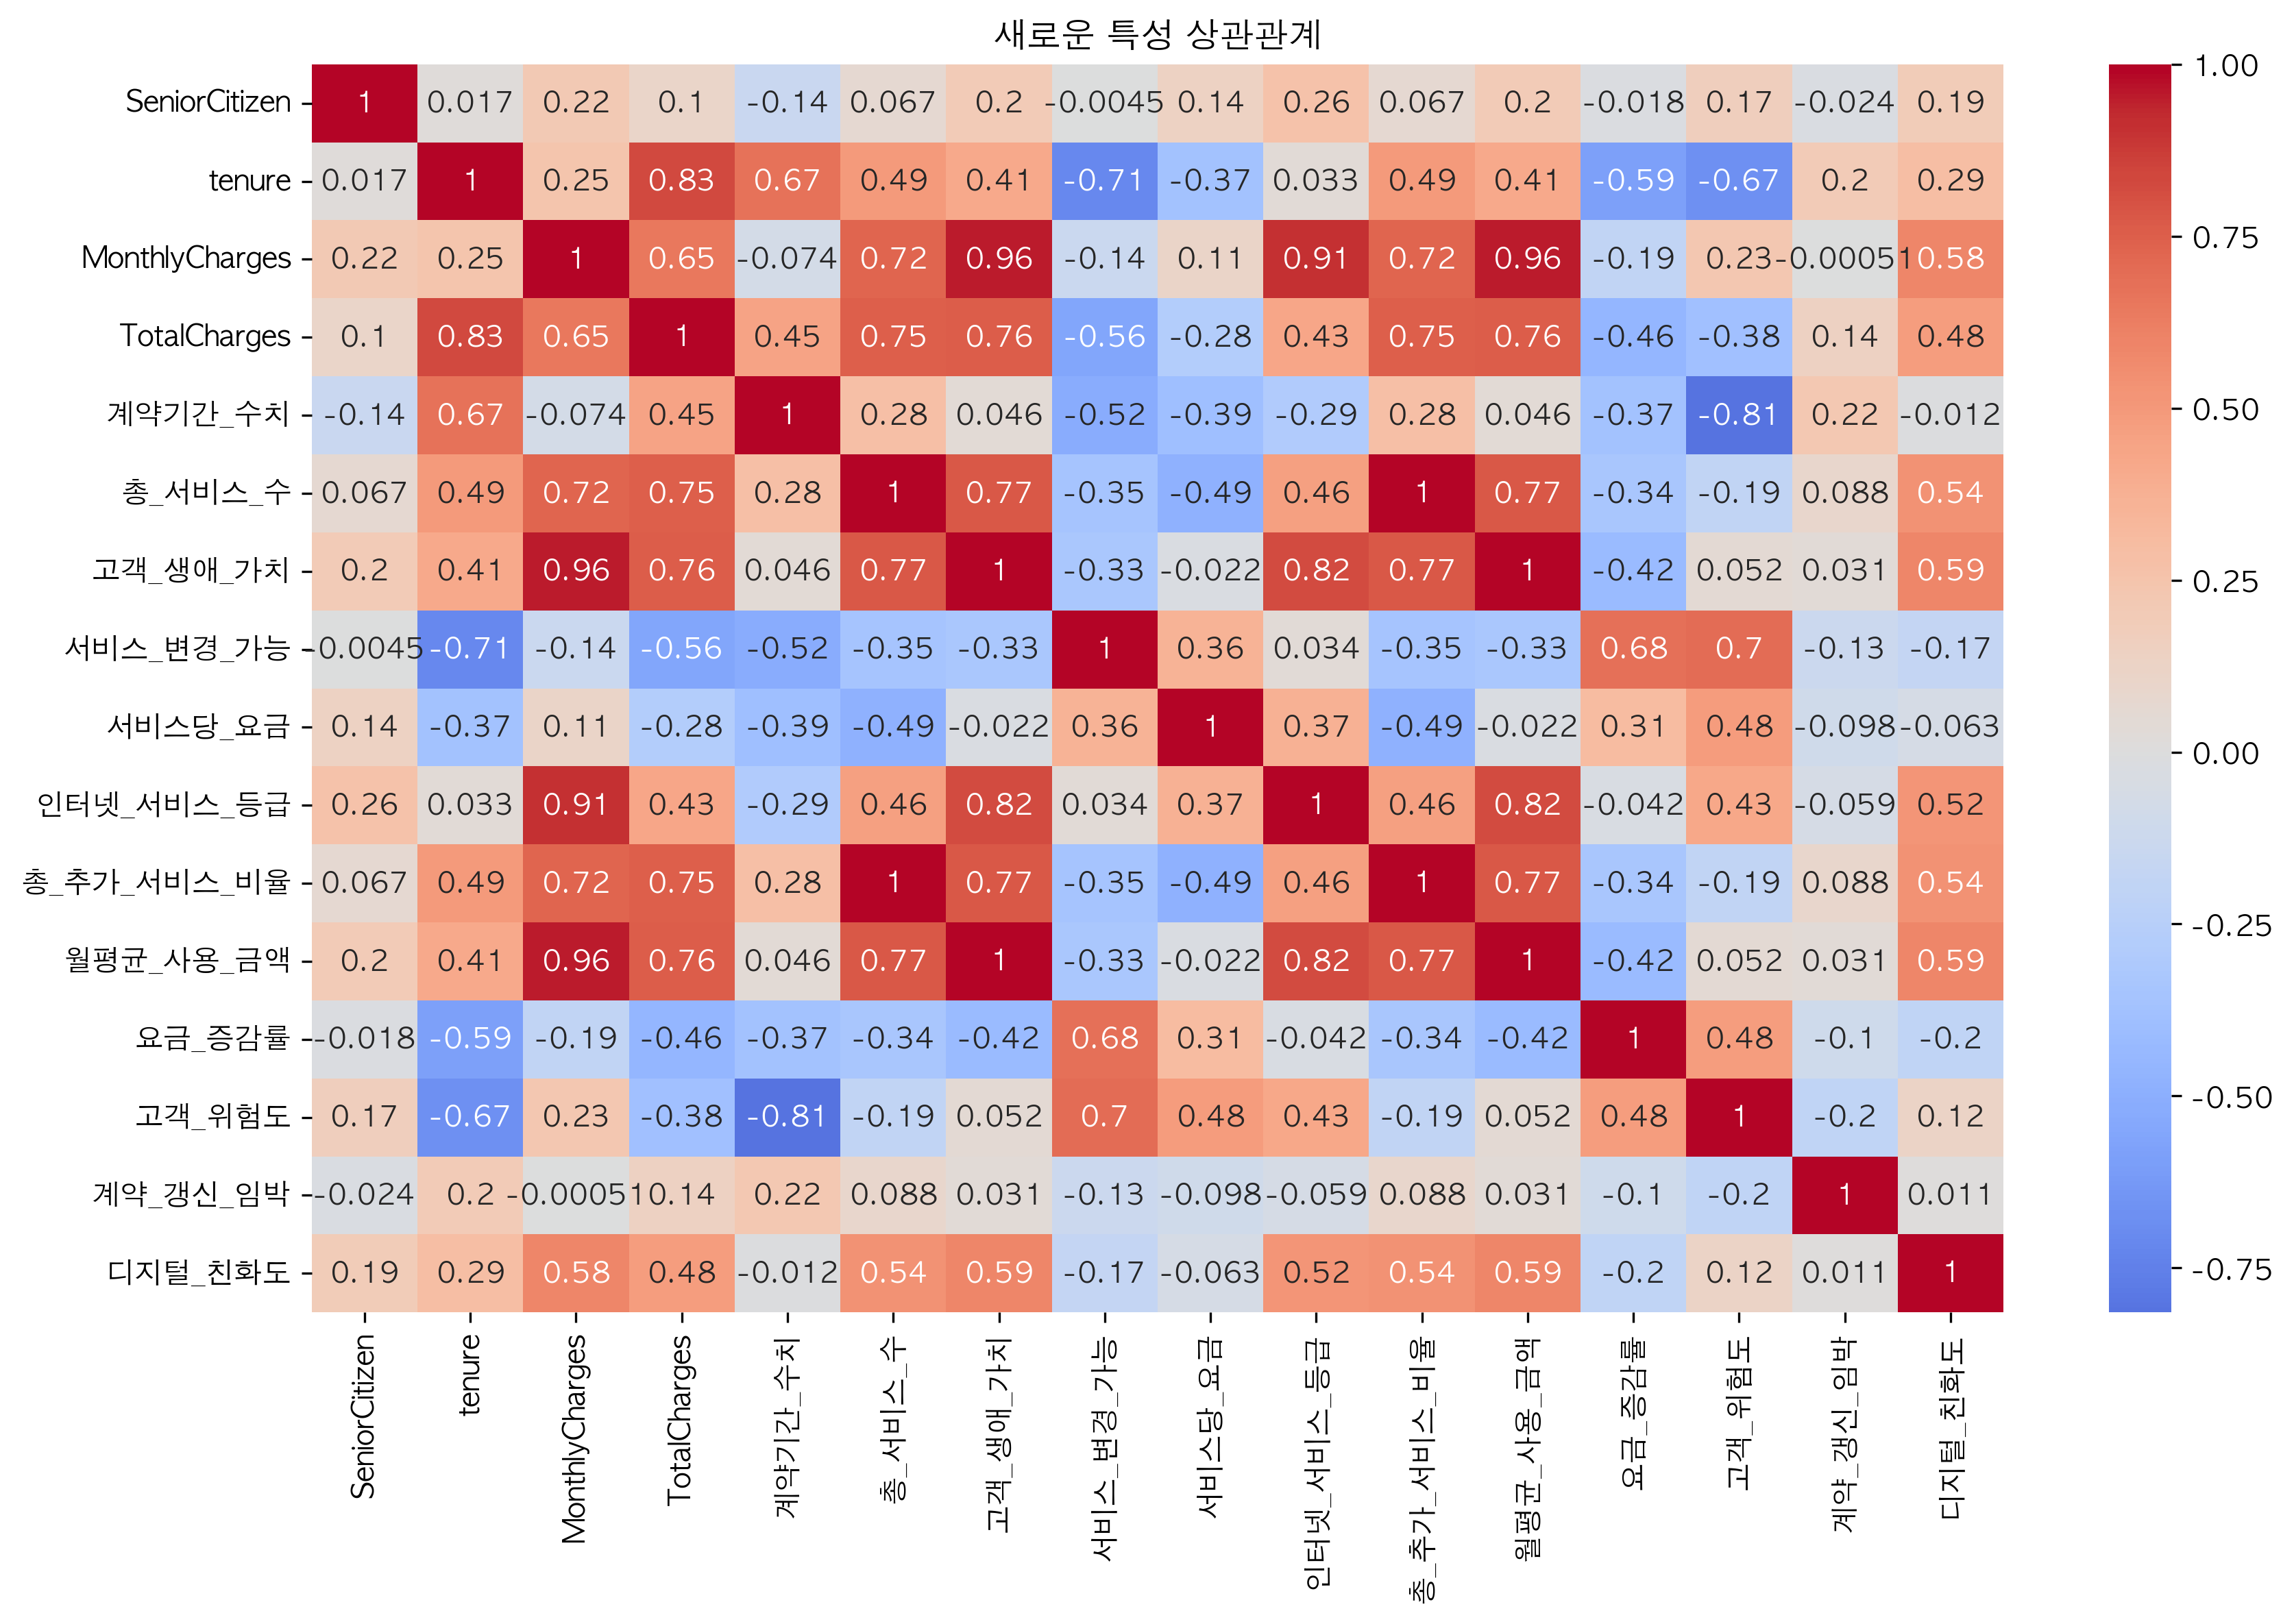 새로운 특성 상관관계
SeniorCitizen 1 0.017 0.22 0.1 -0.14 0.067 0.2 -0.0045 0.14 0.26 0.067 0.2 -0.018 0.17 -0.024 0.19
tenure 0.017 1 0.25 0.83 0.67 0.49 0.41 -0.71 -0.37 0.033 0.49 0.41 -0.59 -0.67 0.2 0.29
MonthlyCharges 0.22 0.25 1 0.65 -0.074 0.72 0.96 -0.14 0.11 0.91 0.72 0.96 -0.19 0.23 -0.00051 0.58
TotalCharges 0.1 0.83 0.65 1 0.45 0.75 0.76 -0.56 -0.28 0.43 0.75 0.76 -0.46 -0.38 0.14 0.48
계약기간_수치 -0.14 0.67 -0.074 0.45 1 0.28 0.046 -0.52 -0.39 -0.29 0.28 0.046 -0.37 -0.81 0.22 -0.012
총_서비스_수 0.067 0.49 0.72 0.75 0.28 1 0.77 -0.35 -0.49 0.46 1 0.77 -0.34 -0.19 0.088 0.54
고객_생애_가치 0.2 0.41 0.96 0.76 0.046 0.77 1 -0.33 -0.022 0.82 0.77 1 -0.42 0.052 0.031 0.59
서비스_변경_가능 -0.0045 -0.71 -0.14 -0.56 -0.52 -0.35 -0.33 1 0.36 0.034 -0.35 -0.33 0.68 0.7 -0.13 -0.17
서비스당_요금 0.14 -0.37 0.11 -0.28 -0.39 -0.49 -0.022 0.36 1 0.37 -0.49 -0.022 0.31 0.48 -0.098 -0.063
인터넷_서비스_등급 0.26 0.033 0.91 0.43 -0.29 0.46 0.82 0.034 0.37 1 0.46 0.82 -0.042 0.43 -0.059 0.52
총_추가_서비스_비율 0.067 0.49 0.72 0.75 0.28 1 0.77 -0.35 -0.49 0.46 1 0.77 -0.34 -0.19 0.088 0.54
월평균_사용_금액 0.2 0.41 0.96 0.76 0.046 0.77 1 -0.33 -0.022 0.82 0.77 1 -0.42 0.052 0.031 0.59
요금_증감률 -0.018 -0.59 -0.19 -0.46 -0.37 -0.34 -0.42 0.68 0.31 -0.042 -0.34 -0.42 1 0.48 -0.1 -0.2
고객_위험도 0.17 -0.67 0.23 -0.38 -0.81 -0.19 0.052 0.7 0.48 0.43 -0.19 0.052 0.48 1 -0.2 0.12
계약_갱신_임박 -0.024 0.2 -0.00051 0.14 0.22 0.088 0.031 -0.13 -0.098 -0.059 0.088 0.031 -0.1 -0.2 1 0.011
디지털_친화도 0.19 0.29 0.58 0.48 -0.012 0.54 0.59 -0.17 -0.063 0.52 0.54 0.59 -0.2 0.12 0.011 1
SeniorCitizen
tenure
MonthlyCharges
TotalCharges
계약기간_수치
총_서비스_수
고객_생애_가치
서비스_변경_가능
서비스당_요금
인터넷_서비스_등급
총_추가_서비스_비율
월평균_사용_금액
요금_증감률
고객_위험도
계약_갱신_임박
디지털_친화도
1.00
0.75
0.50
0.25
0.00
-0.25
-0.50
-0.75